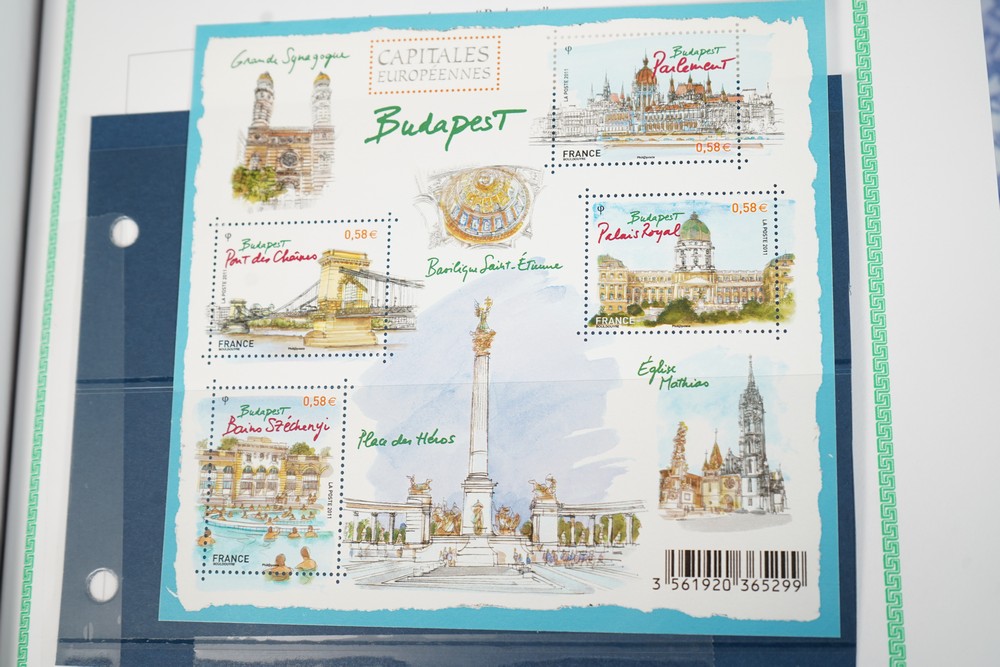 Grande Synagogue
CAPITALES
EUROPÉENNES
Budapest
Budapest
Parlement
LA POSTE 2011
FRANCE
0,58 €
Budapest
Pont des Chaînes
0,58 €
LA POSTE 2011
FRANCE
Basilique Saint-Étienne
Budapest
Palais Royal
0,58 €
LA POSTE 2011
FRANCE
Budapest
Bains Széchenyi
0,58 €
LA POSTE 2011
FRANCE
Place des Héros
Église
Mathias
3 561920 365299